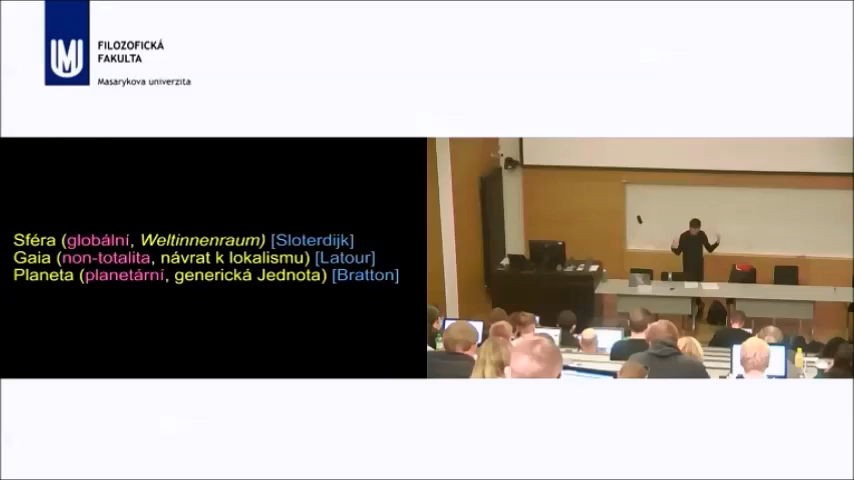 FILOZOFICKÁ
FAKULTA
Masarykova univerzita
Sféra (globální, Weltinnenraum) [Sloterdijk]
Gaia (non-totalita, návrat k lokalismu) [Latour]
Planeta (planetární, generická Jednota) [Bratton]